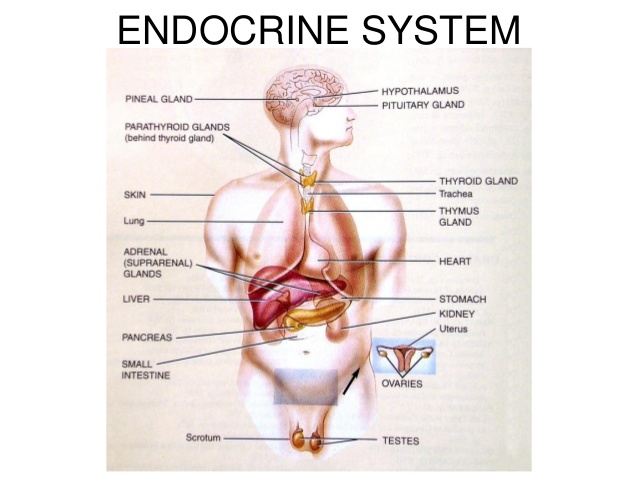 ENDOCRINE SYSTEM
PINEAL GLAND
HYPOTHALAMUS
PITUITARY GLAND
PARATHYROID GLANDS
(behind thyroid gland)
SKIN
THYROID GLAND
Trachea
Lung
THYMUS
GLAND
ADRENAL
(SUPRARENAL)
GLANDS
HEART
LIVER
STOMACH
KIDNEY
Uterus
PANCREAS
SMALL
INTESTINE
OVARIES
Scrotum
TESTES